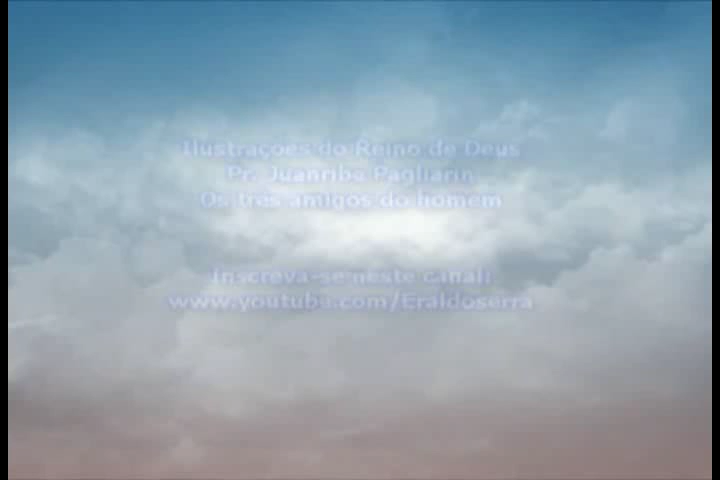 Ilustrações do Reino de Deus
Pr. Juanribe Pagliarin
Os três amigos do homem
Inscreva-se neste canal:
www.youtube.com/Eraldoserra